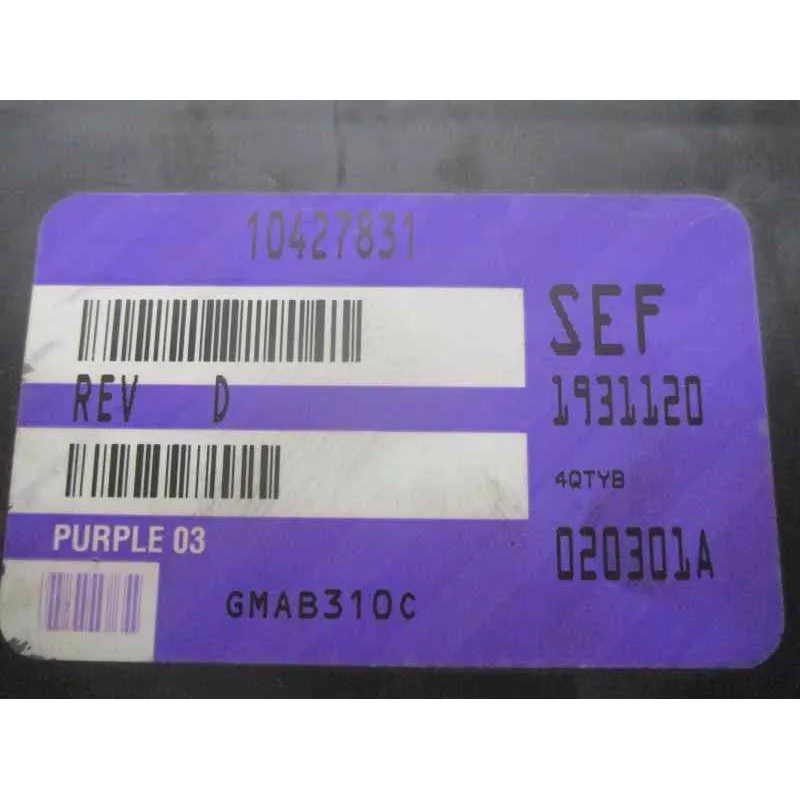 10427831
SEF
REV D
1931120
4QTYB
PURPLE 03
020301A
GMAB310C